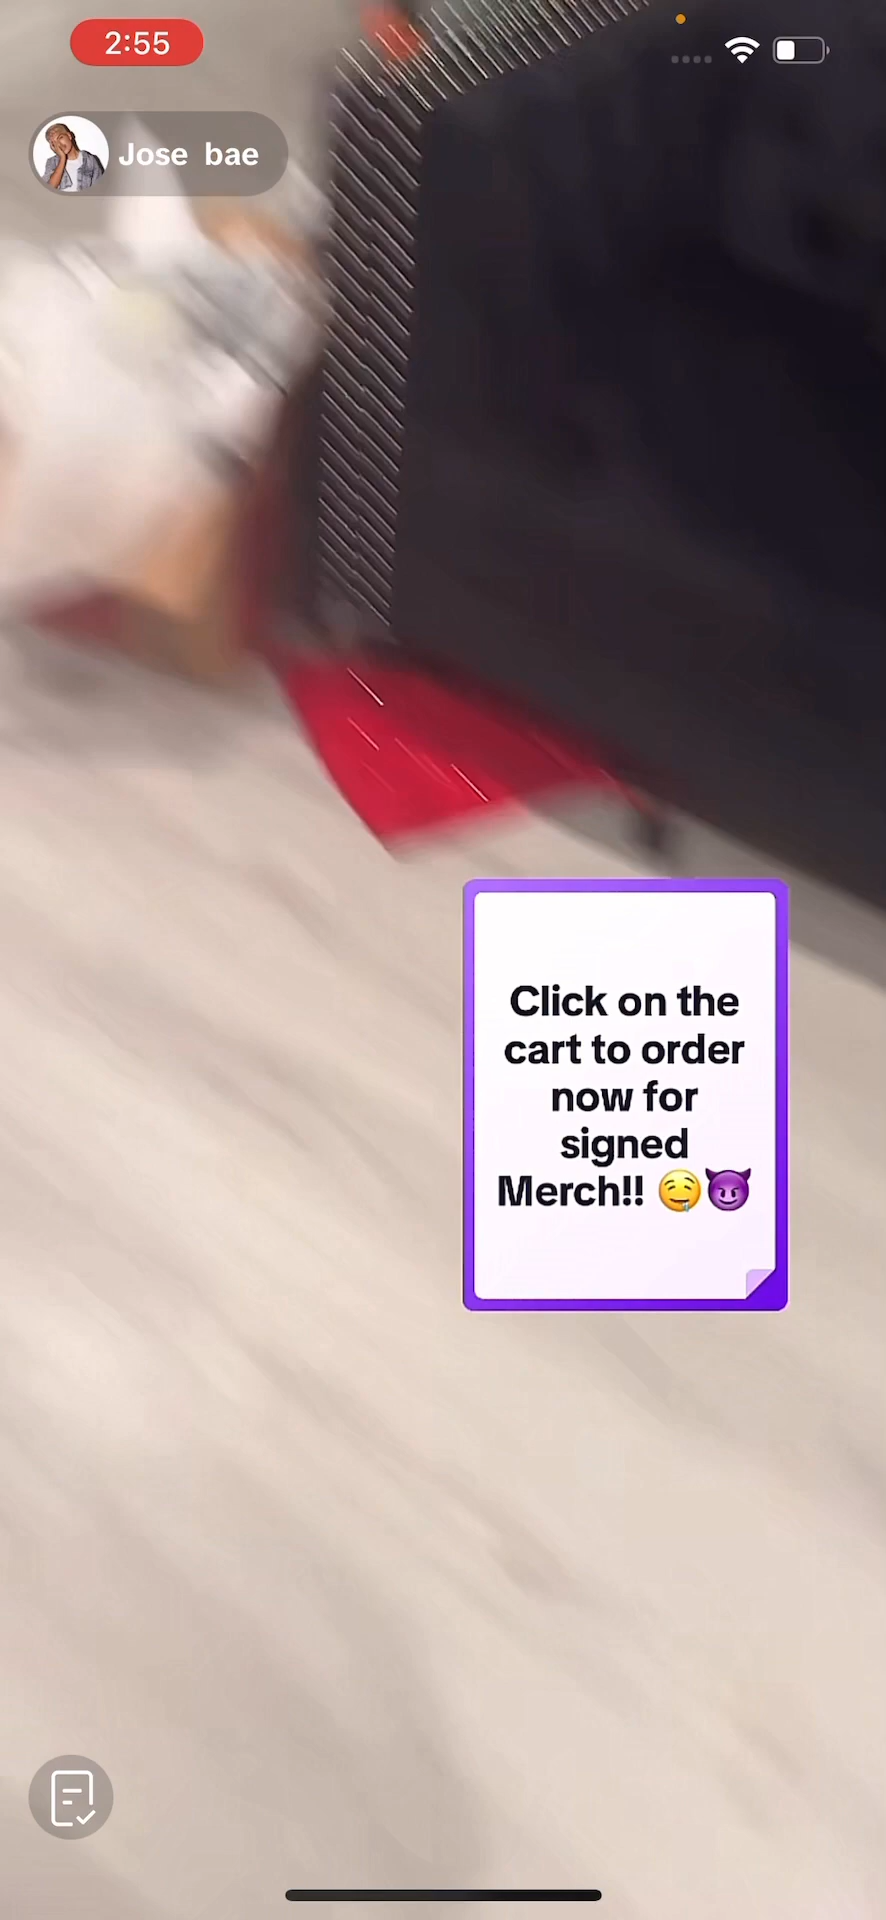 2:55
Jose bae
Click on the
cart to order
now for
signed
Merch!! 🤤😈